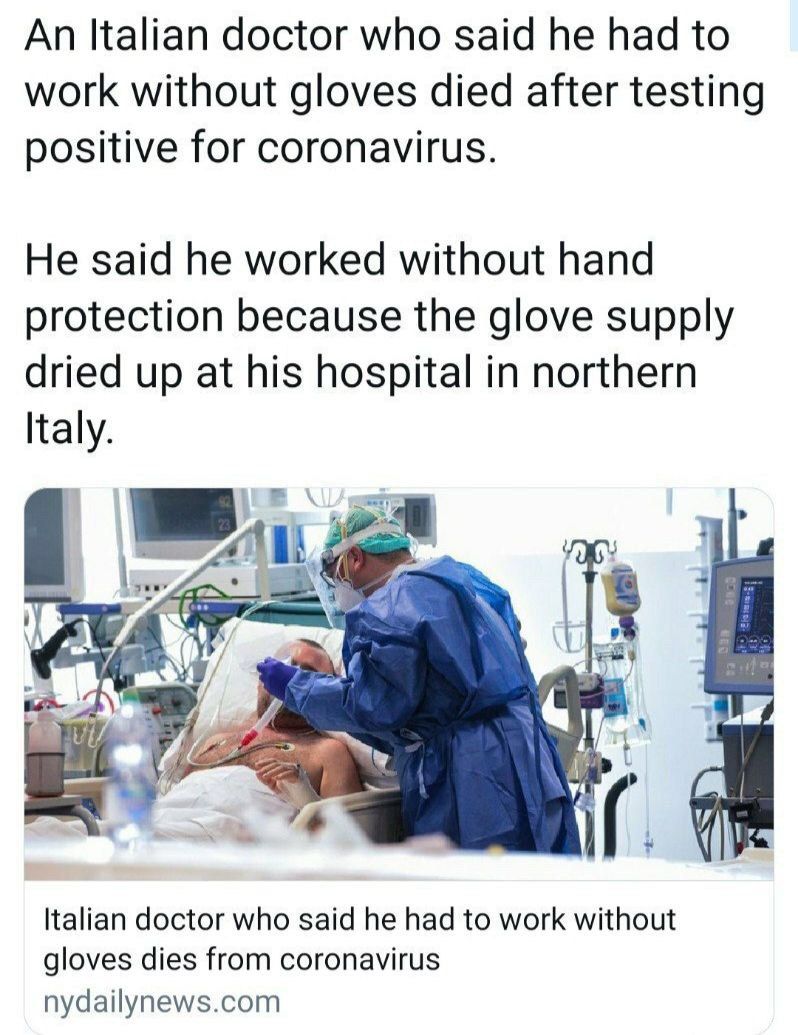 An Italian doctor who said he had to
work without gloves died after testing
positive for coronavirus.
He said he worked without hand
protection because the glove supply
dried up at his hospital in northern
Italy.
92
23
Italian doctor who said he had to work without
gloves dies from coronavirus
nydailynews.com